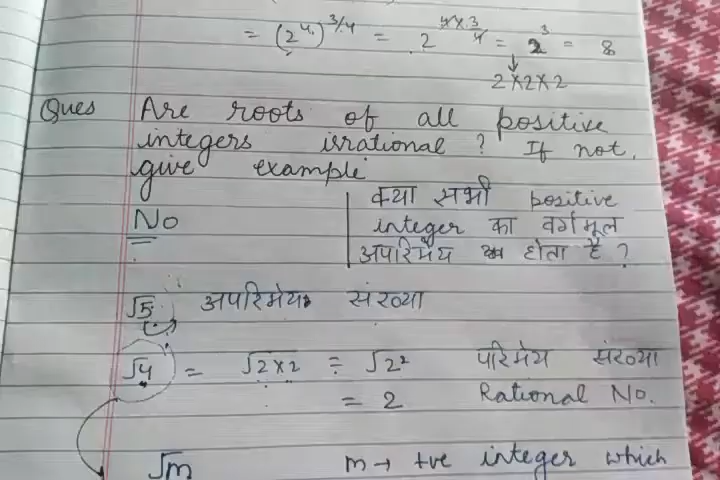 = (2⁴)^3/4 = 2^4×3/4 = 2³ = 8
↓
2×2×2
Ques Are roots of all positive
integers irrational ? If not,
give example
No
क्या सभी positive
integer का वर्गमूल
अपरिमेय होता है ?
√5 अपरिमेय संख्या
√4 = √2×2 = √2² परिमेय संख्या
= 2 Rational No.
√m m → +ve integer which